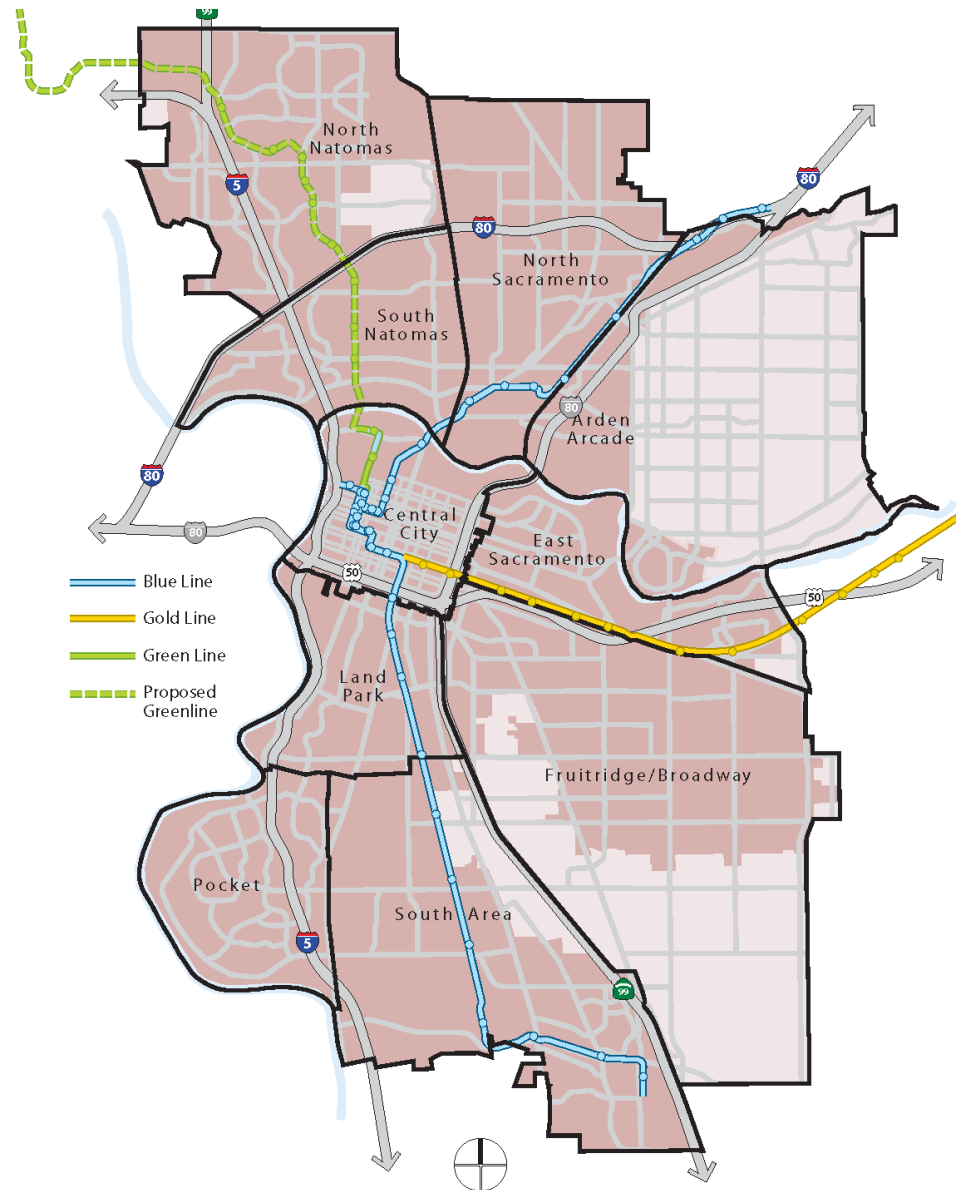 99
North
Natomas
5
80
80
North
Sacramento
South
Natomas
80
Arden
Arcade
80
Central
City
East
Sacramento
80
50
50
Blue Line
Gold Line
Green Line
Proposed
Greenline
Land
Park
Fruitridge/Broadway
Pocket
South Area
5
99